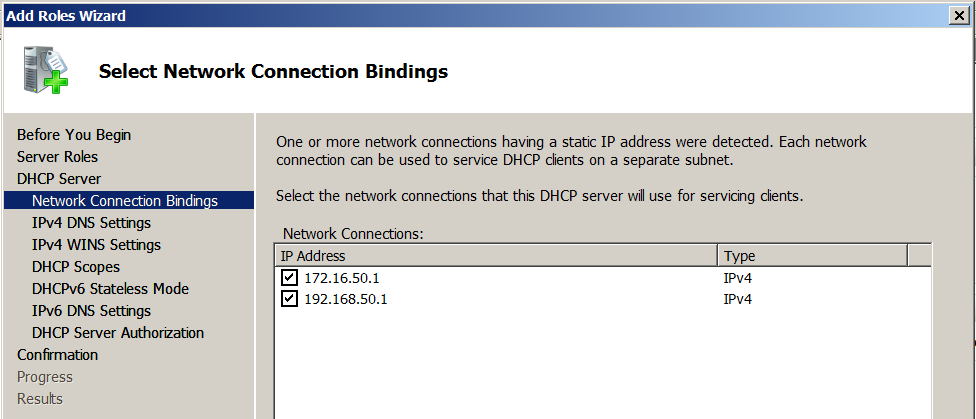 Add Roles Wizard
Select Network Connection Bindings
Before You Begin
Server Roles
DHCP Server
Network Connection Bindings
IPv4 DNS Settings
IPv4 WINS Settings
DHCP Scopes
DHCPv6 Stateless Mode
IPv6 DNS Settings
DHCP Server Authorization
Confirmation
Progress
Results
One or more network connections having a static IP address were detected. Each network
connection can be used to service DHCP clients on a separate subnet.
Select the network connections that this DHCP server will use for servicing clients.
Network Connections:
IP Address Type
172.16.50.1 IPv4
192.168.50.1 IPv4